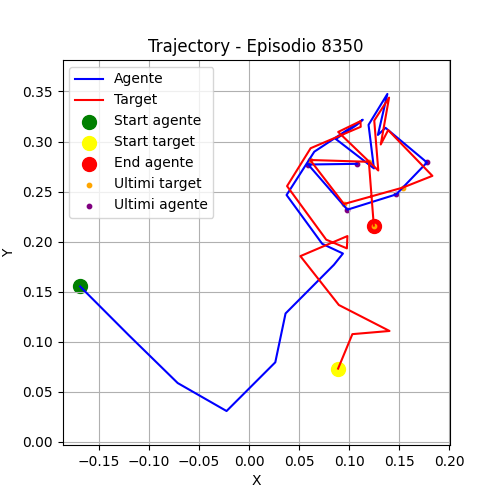 Trajectory - Episodio 8350
Agente
Target
Start agente
Start target
End agente
Ultimi target
Ultimi agente
Y
0.35
0.30
0.25
0.20
0.15
0.10
0.05
0.00
−0.15
−0.10
−0.05
0.00
0.05
0.10
0.15
0.20
X